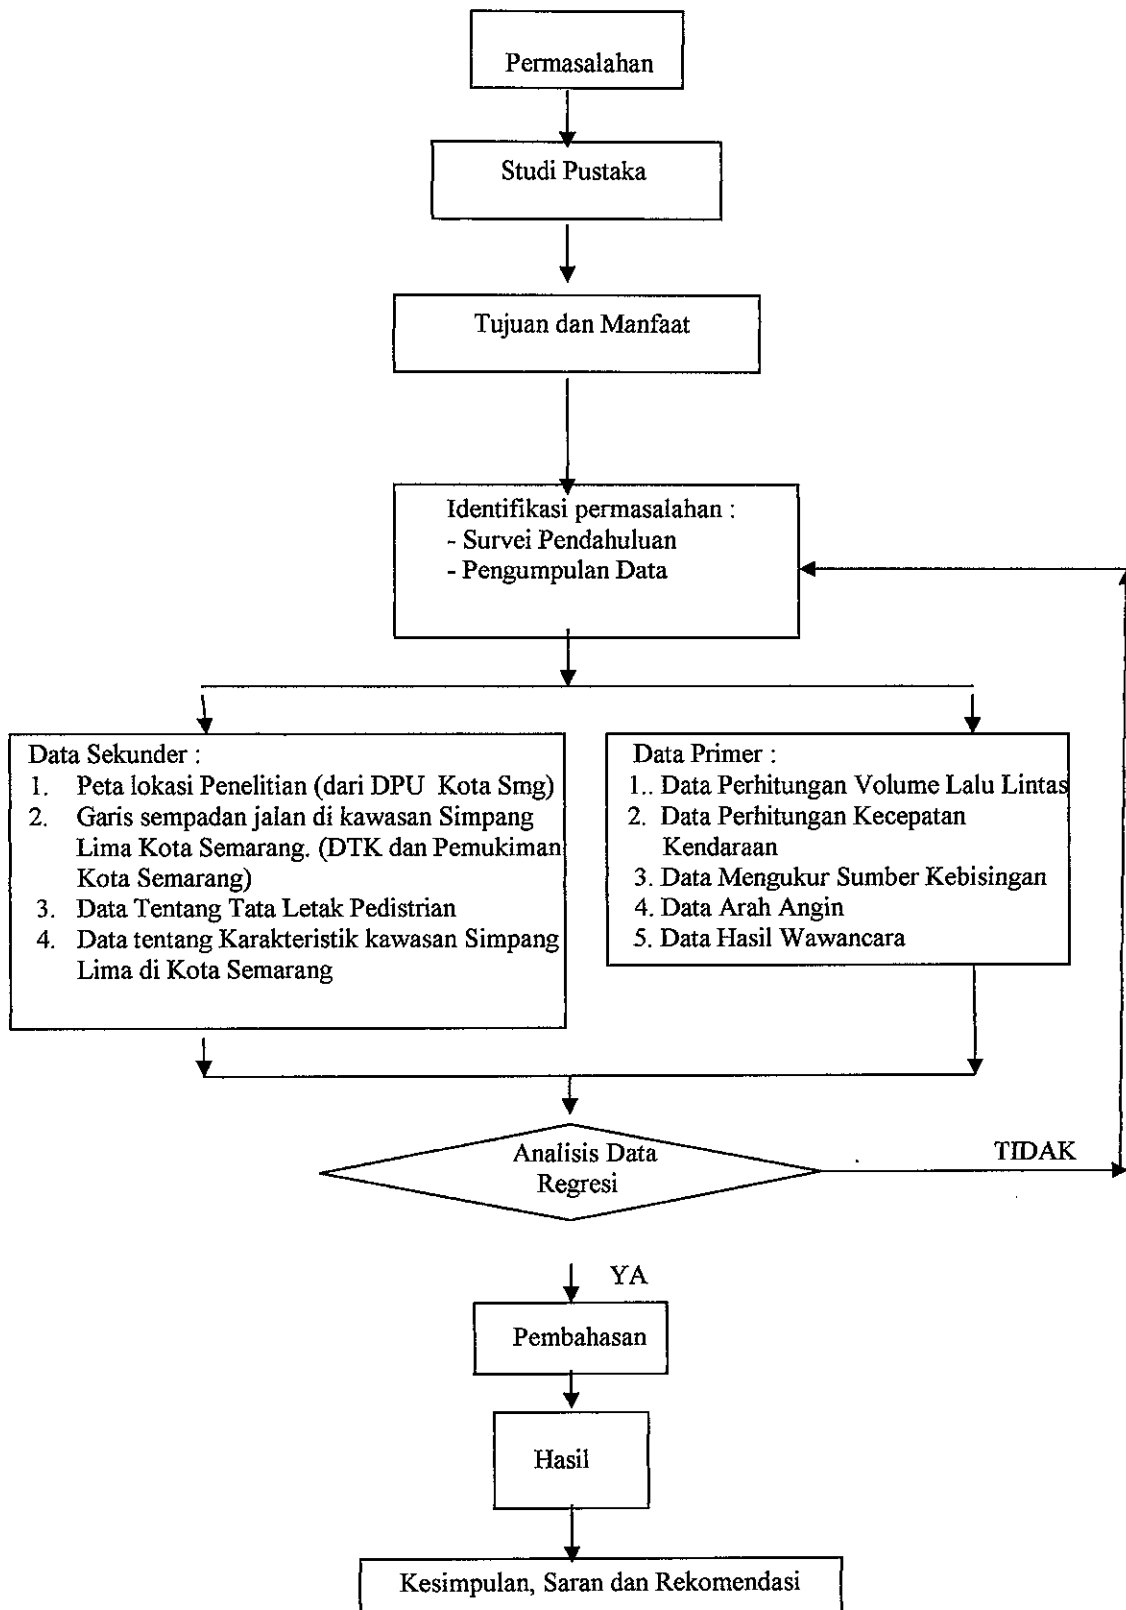 Permasalahan
Studi Pustaka
Tujuan dan Manfaat
Identifikasi permasalahan :
- Survei Pendahuluan
- Pengumpulan Data
Data Sekunder :
1. Peta lokasi Penelitian (dari DPU Kota Smg)
2. Garis sempadan jalan di kawasan Simpang
Lima Kota Semarang. (DTK dan Pemukiman
Kota Semarang)
3. Data Tentang Tata Letak Pedistrian
4. Data tentang Karakteristik kawasan Simpang
Lima di Kota Semarang
Data Primer :
1.. Data Perhitungan Volume Lalu Lintas
2. Data Perhitungan Kecepatan
Kendaraan
3. Data Mengukur Sumber Kebisingan
4. Data Arah Angin
5. Data Hasil Wawancara
Analisis Data
Regresi
TIDAK
YA
Pembahasan
Hasil
Kesimpulan, Saran dan Rekomendasi